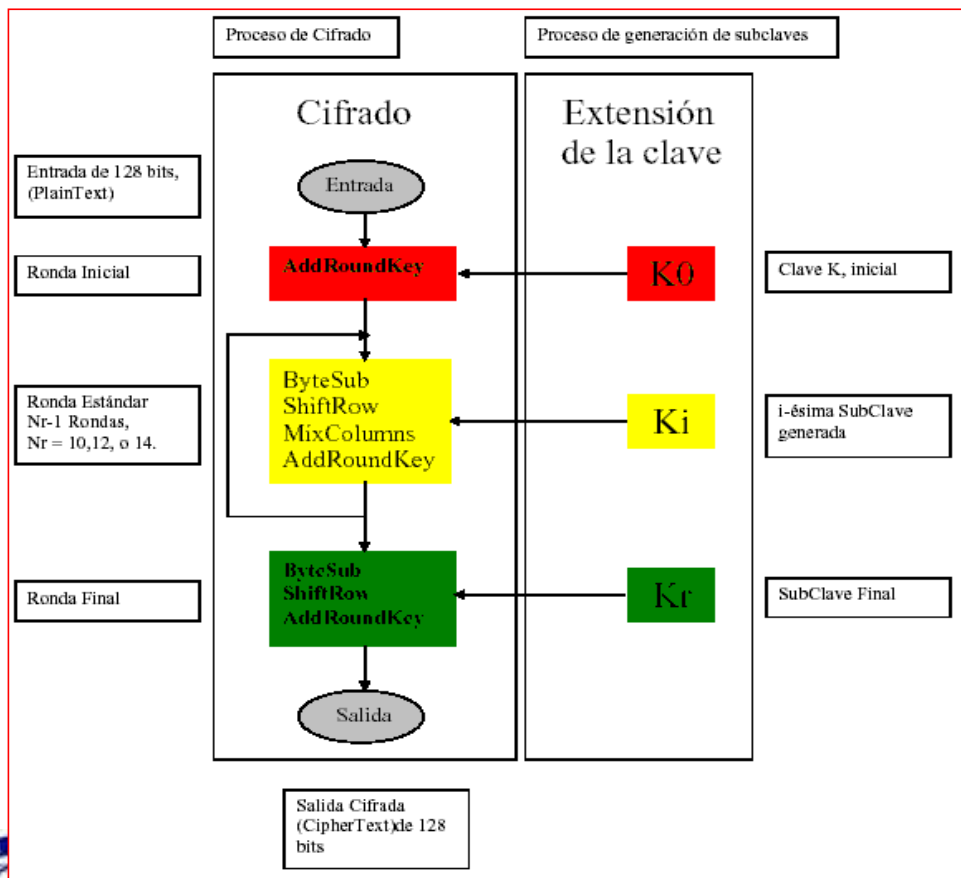 Proceso de Cifrado
Proceso de generación de subclaves
Cifrado
Extensión
de la clave
Entrada de 128 bits,
(PlainText)
Entrada
Ronda Inicial
AddRoundKey
K0
Clave K, inicial
Ronda Estándar
Nr-1 Rondas,
Nr = 10,12, o 14.
ByteSub
ShiftRow
MixColumns
AddRoundKey
Ki
i-ésima SubClave
generada
Ronda Final
ByteSub
ShiftRow
AddRoundKey
Kr
SubClave Final
Salida
Salida Cifrada
(CipherText)de 128
bits